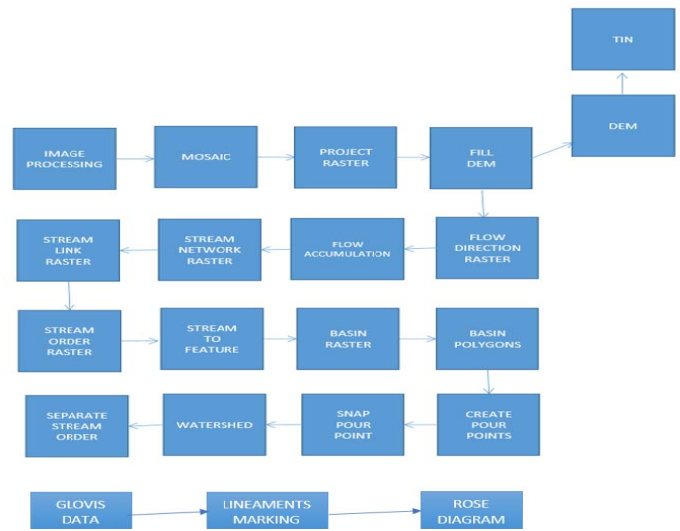 TIN
DEM
IMAGE
PROCESSING
MOSAIC
PROJECT
RASTER
FILL
DEM
FLOW
DIRECTION
RASTER
FLOW
ACCUMULATION
STREAM
NETWORK
RASTER
STREAM
LINK
RASTER
STREAM
ORDER
RASTER
STREAM
TO
FEATURE
BASIN
RASTER
BASIN
POLYGONS
CREATE
POUR
POINTS
SNAP
POUR
POINT
WATERSHED
SEPARATE
STREAM
ORDER
GLOVIS
DATA
LINEAMENTS
MARKING
ROSE
DIAGRAM